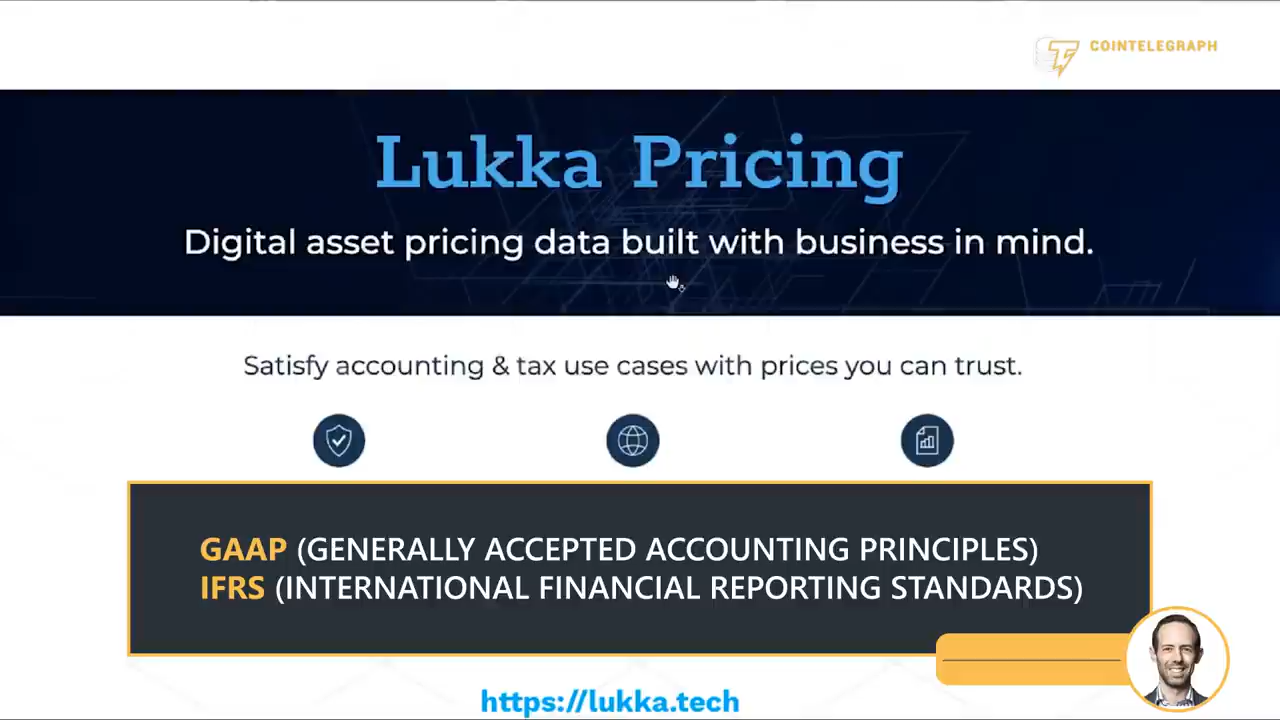 COINTELEGRAPH
Lukka Pricing
Digital asset pricing data built with business in mind.
Satisfy accounting & tax use cases with prices you can trust.
GAAP (GENERALLY ACCEPTED ACCOUNTING PRINCIPLES)
IFRS (INTERNATIONAL FINANCIAL REPORTING STANDARDS)
https://lukka.tech